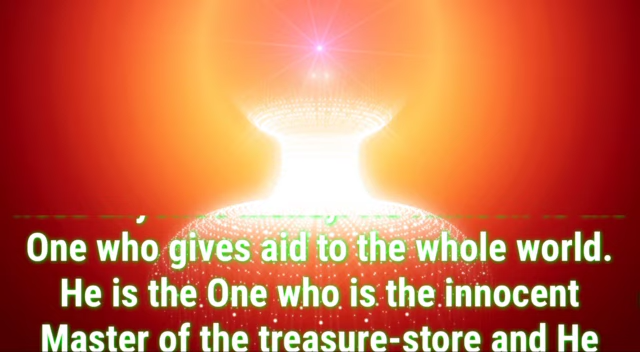 One who gives aid to the whole world.
He is the One who is the innocent
Master of the treasure-store and He